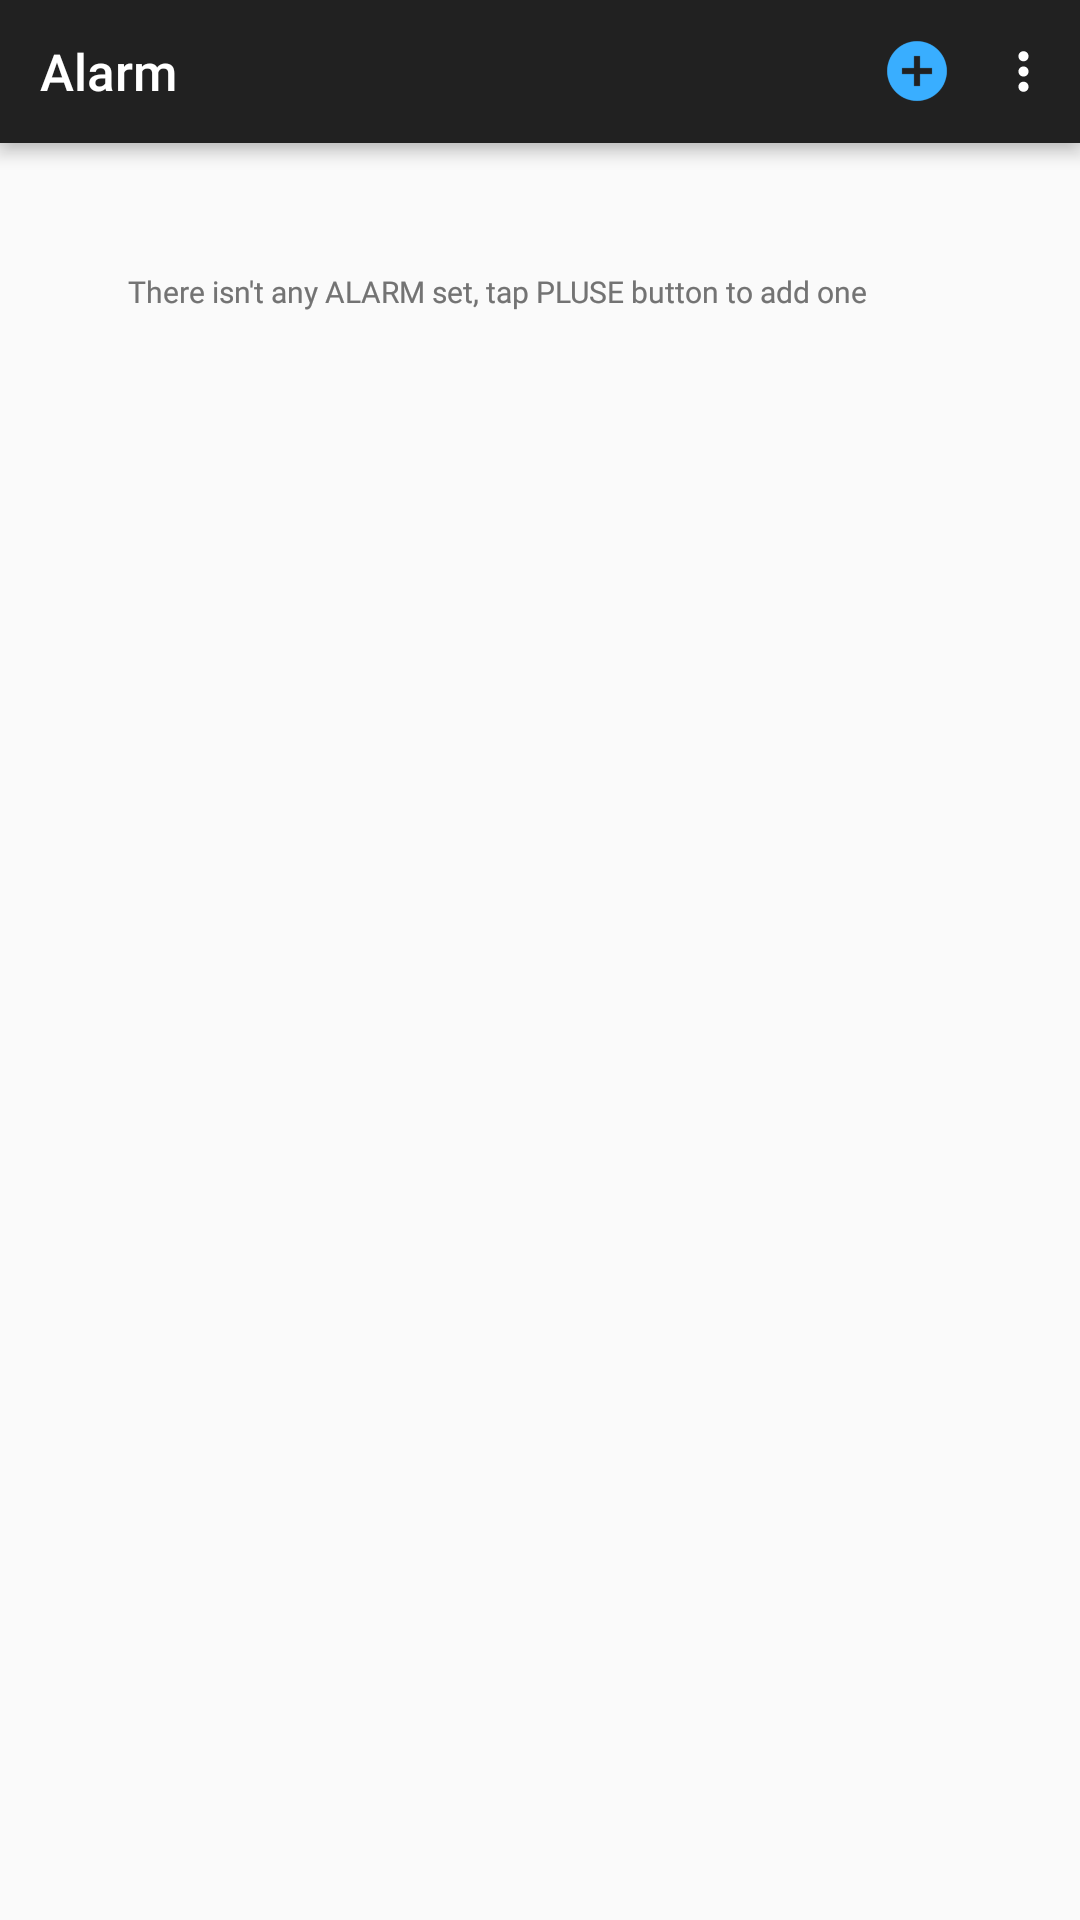 Alarm
There isn't any ALARM set, tap PLUSE button to add one